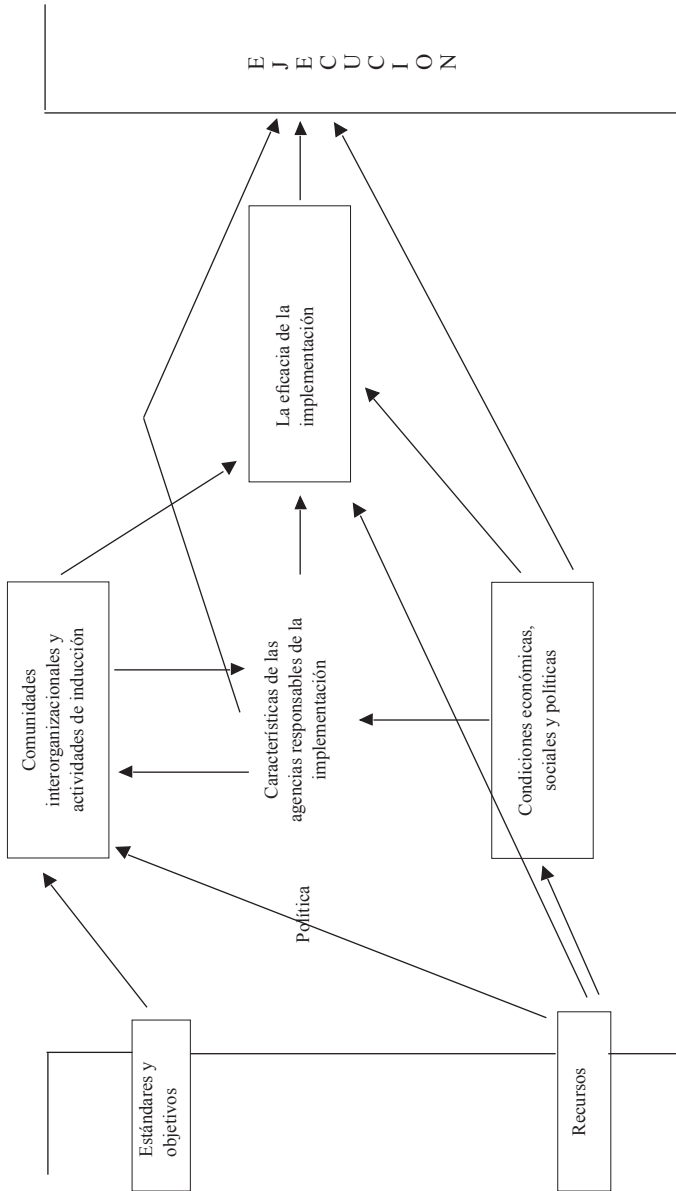 Estándares y
objetivos
Recursos
Política
Comunidades
interorganizacionales y
actividades de inducción
Características de las
agencias responsables de la
implementación
Condiciones económicas,
sociales y políticas
La eficacia de la
implementación
E J E C U C I O N